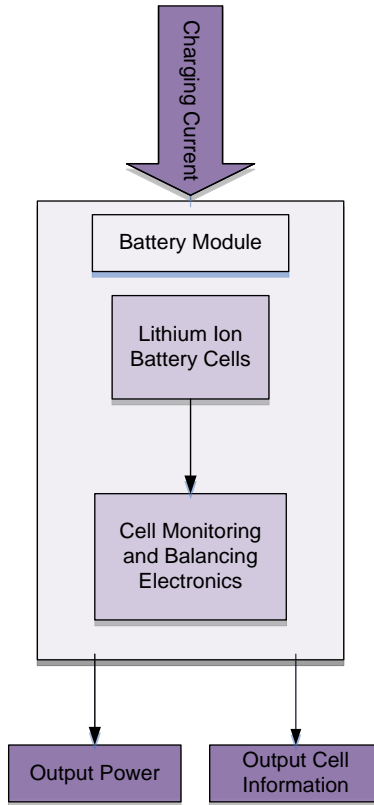 Charging Current
Battery Module
Lithium Ion
Battery Cells
Cell Monitoring
and Balancing
Electronics
Output Power
Output Cell
Information